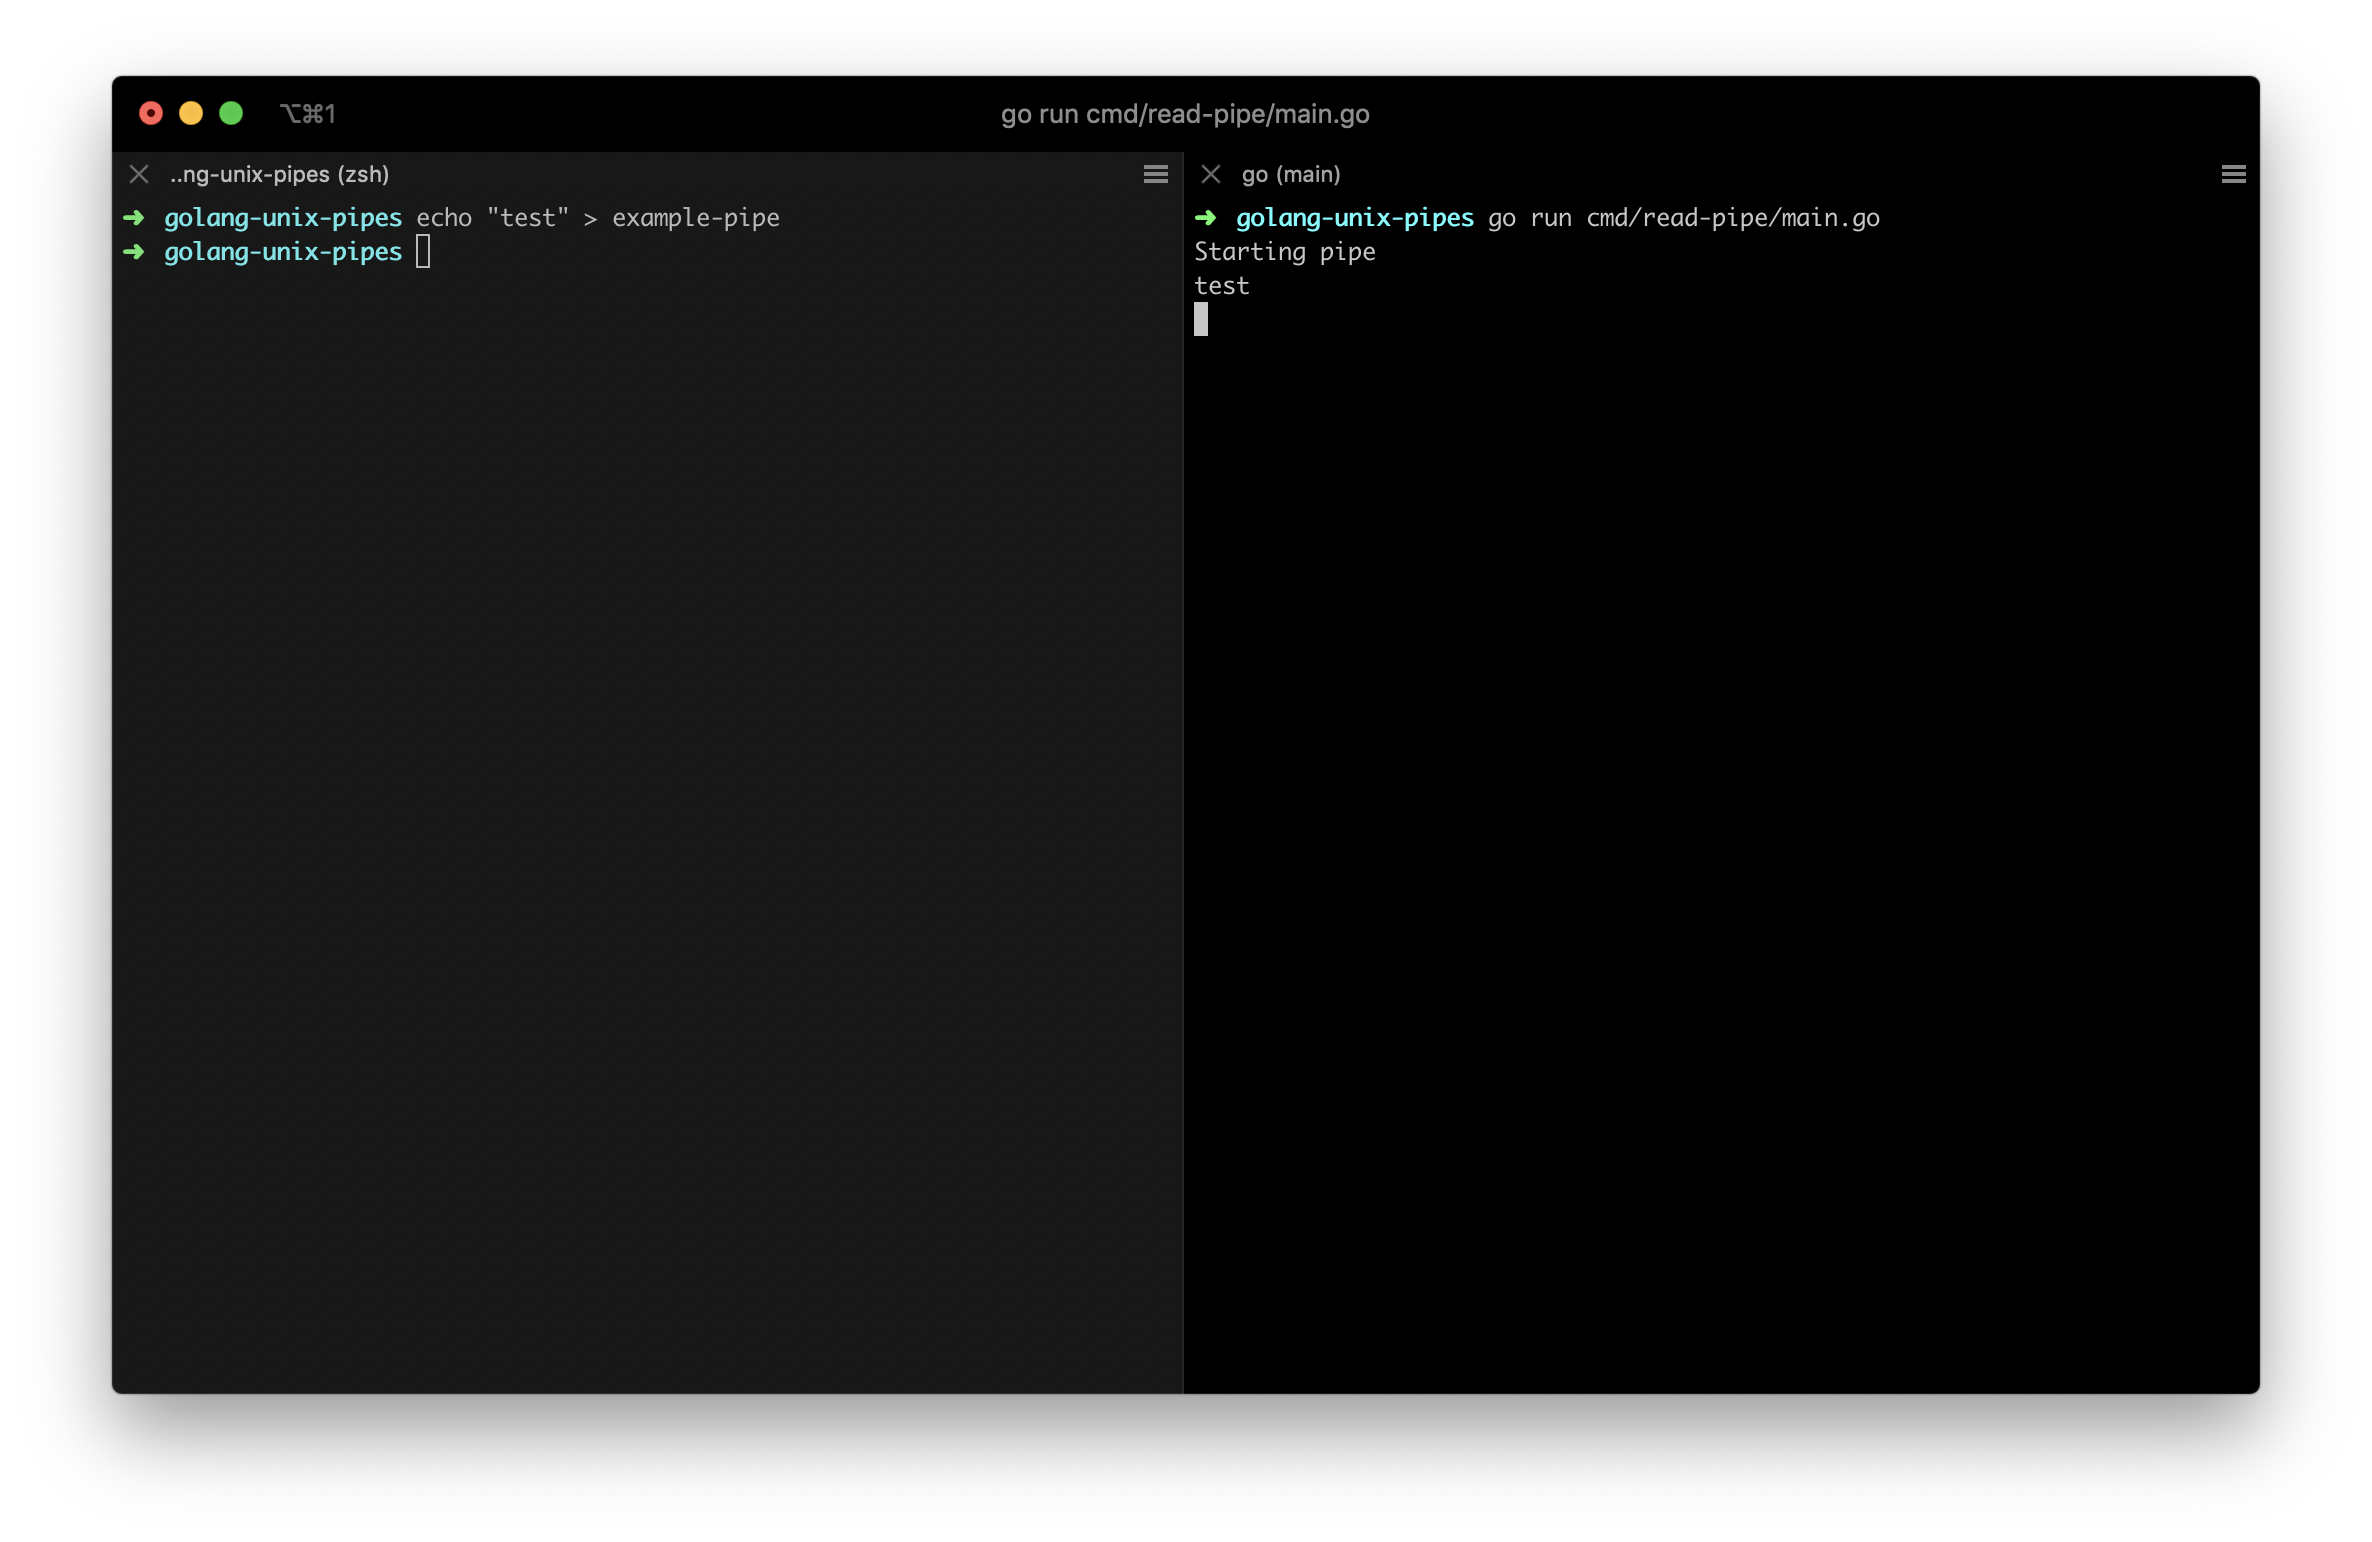 ⌥⌘1
go run cmd/read-pipe/main.go
..ng-unix-pipes (zsh)
➜ golang-unix-pipes echo "test" > example-pipe
➜ golang-unix-pipes
go (main)
➜ golang-unix-pipes go run cmd/read-pipe/main.go
Starting pipe
test